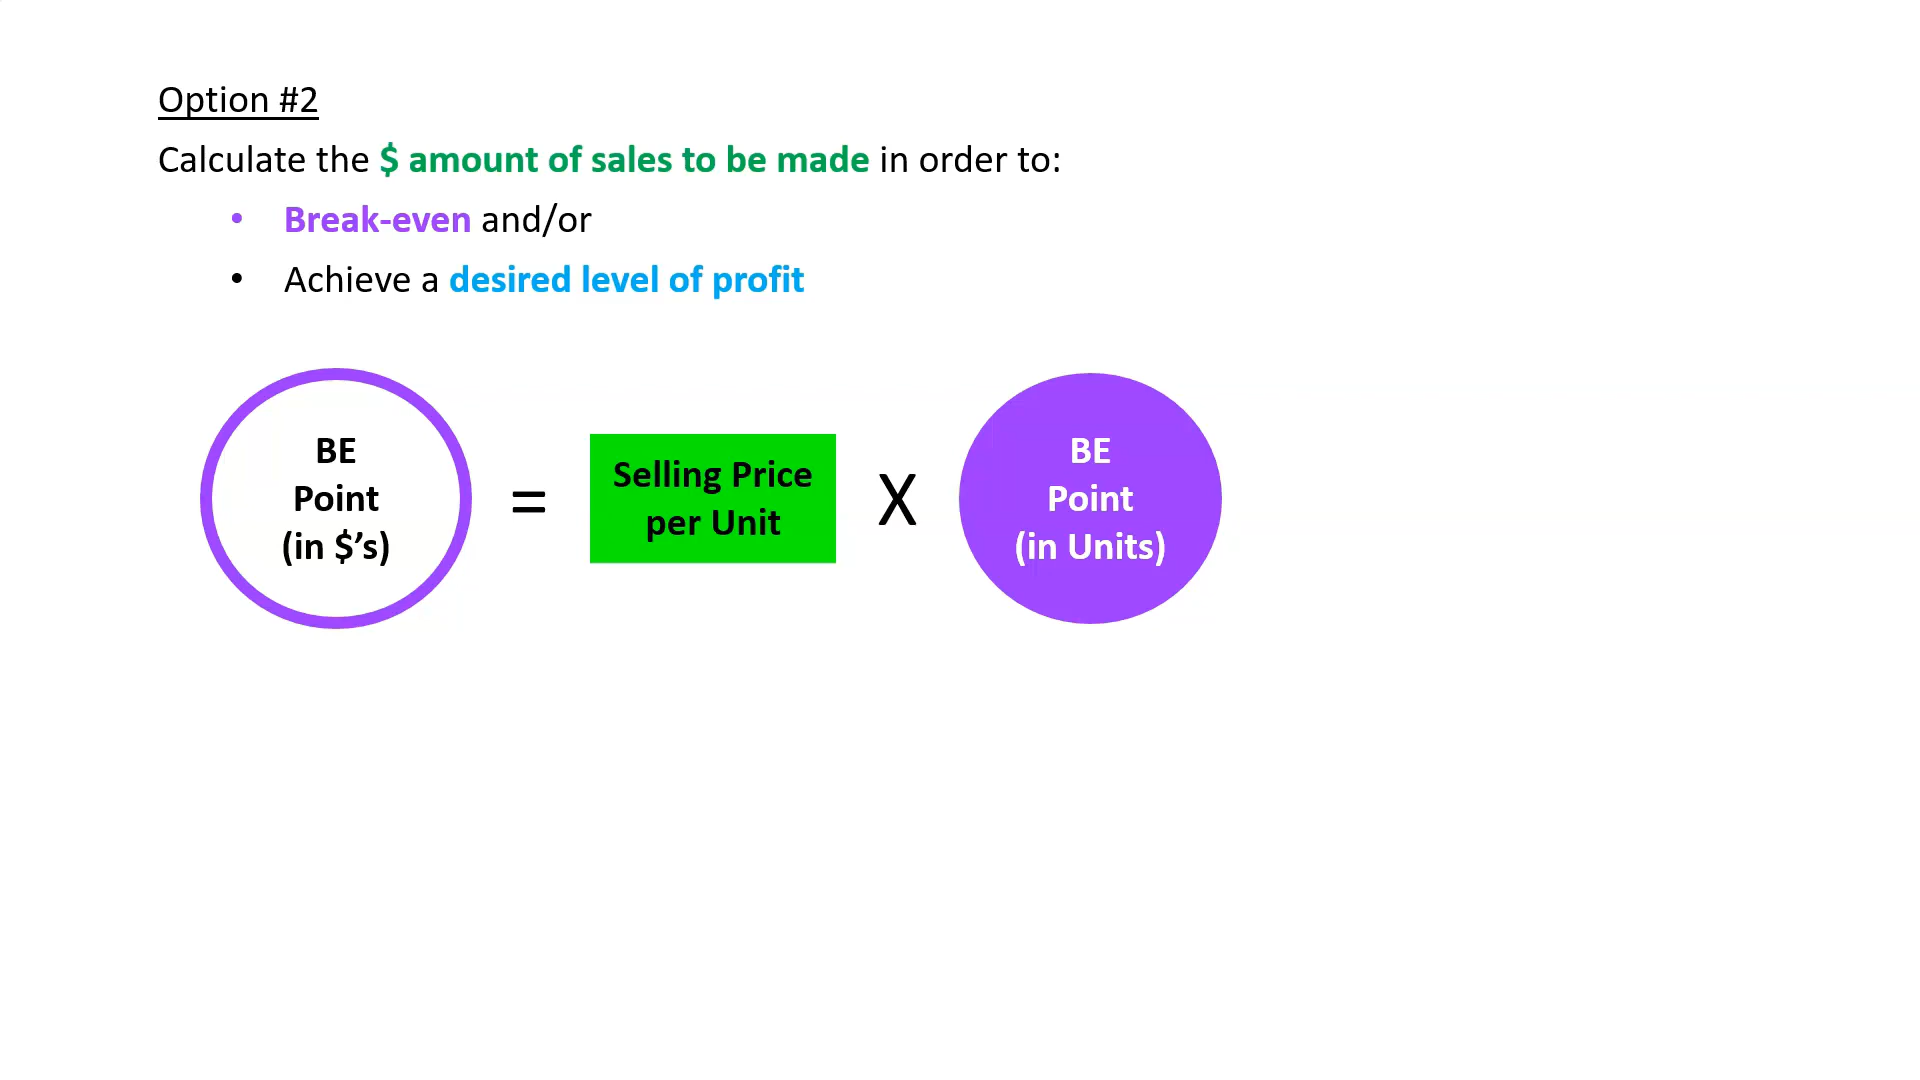 Option #2
Calculate the $ amount of sales to be made in order to:
• Break-even and/or
• Achieve a desired level of profit
BE
Point
(in $’s)
=
Selling Price
per Unit
X
BE
Point
(in Units)